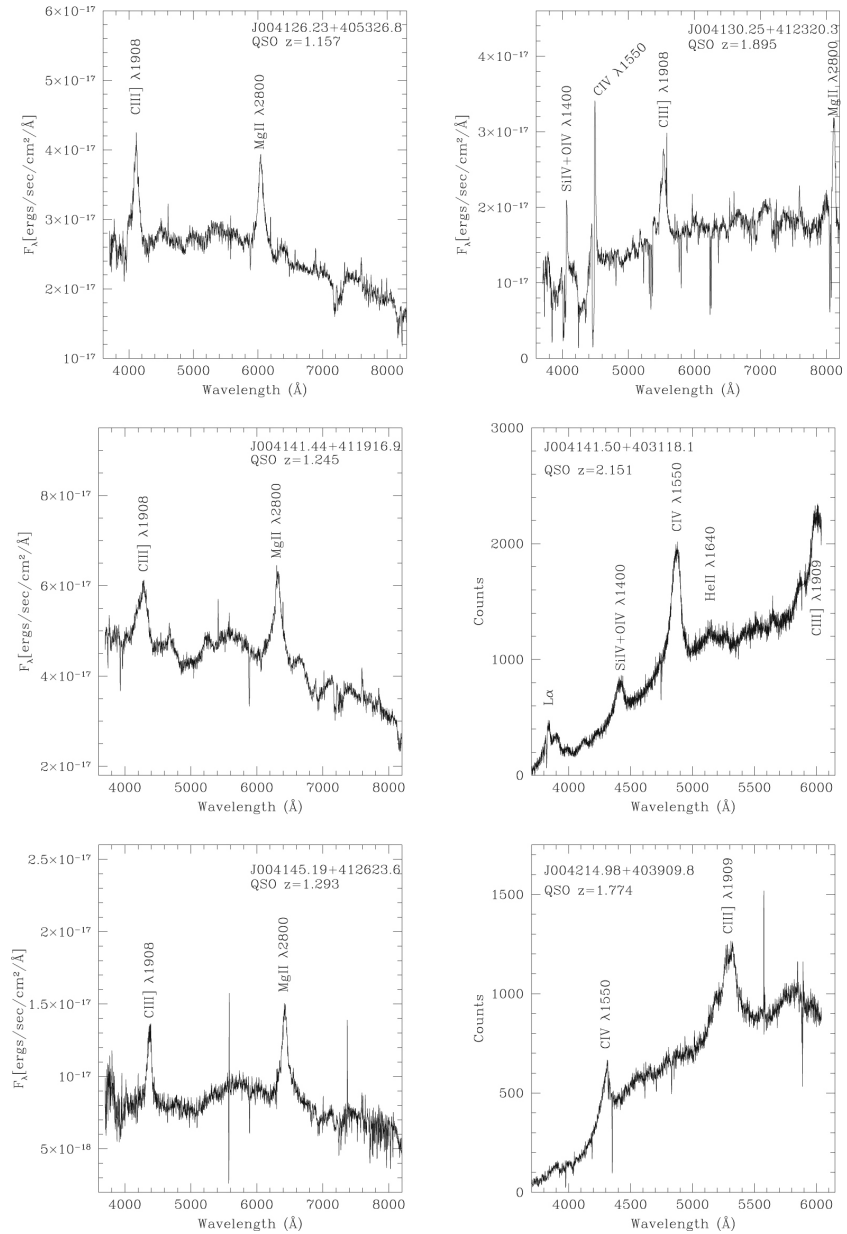 J004126.23+405326.8
QSO z=1.157
CIII] λ1908
MgII λ2800
6×10⁻¹⁷
5×10⁻¹⁷
4×10⁻¹⁷
3×10⁻¹⁷
2×10⁻¹⁷
10⁻¹⁷
F_λ[ergs/sec/cm²/Å]
4000 5000 6000 7000 8000
Wavelength (Å)
J004130.25+412320.3
QSO z=1.895
SiIV+OIV λ1400
CIV λ1550
CIII] λ1908
MgII λ2800
4×10⁻¹⁷
3×10⁻¹⁷
2×10⁻¹⁷
10⁻¹⁷
0
F_λ[ergs/sec/cm²/Å]
4000 5000 6000 7000 8000
Wavelength (Å)
J004141.44+411916.9
QSO z=1.245
CIII] λ1908
MgII λ2800
8×10⁻¹⁷
6×10⁻¹⁷
4×10⁻¹⁷
2×10⁻¹⁷
F_λ[ergs/sec/cm²/Å]
4000 5000 6000 7000 8000
Wavelength (Å)
J004141.50+403118.1
QSO z=2.151
Lα
SiIV+OIV λ1400
CIV λ1550
HeII λ1640
CIII] λ1909
3000
2000
1000
0
Counts
4000 4500 5000 5500 6000
Wavelength (Å)
J004145.19+412623.6
QSO z=1.293
CIII] λ1908
MgII λ2800
2.5×10⁻¹⁷
2×10⁻¹⁷
1.5×10⁻¹⁷
10⁻¹⁷
5×10⁻¹⁸
F_λ[ergs/sec/cm²/Å]
4000 5000 6000 7000 8000
Wavelength (Å)
J004214.98+403909.8
QSO z=1.774
CIV λ1550
CIII] λ1909
1500
1000
500
0
Counts
4000 4500 5000 5500 6000
Wavelength (Å)